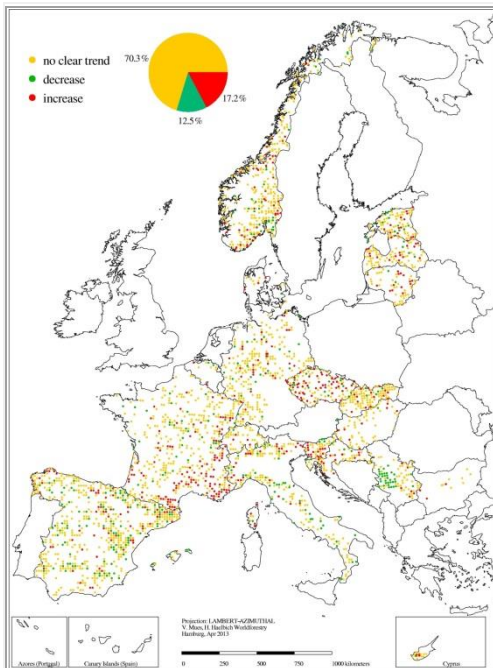 70.3%
no clear trend
decrease
increase
17.2%
12.5%
Projection: LAMBERT-AZIMUTHAL
V. Mues, H. Haelbich Worldforestry
Hamburg, Apr 2013
0 250 500 750 1000 kilometers
Azores (Portugal)
Canary Islands (Spain)
Cyprus